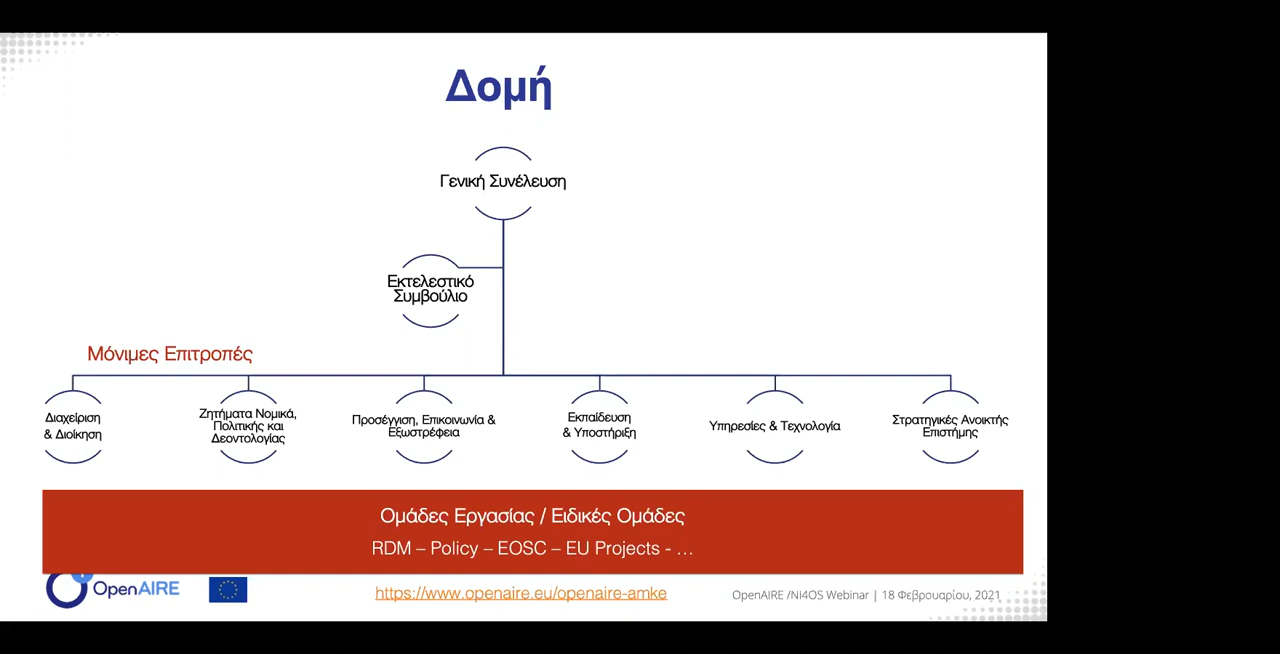 Δομή
Γενική Συνέλευση
Εκτελεστικό
Συμβούλιο
Μόνιμες Επιτροπές
Διαχείριση
& Διοίκηση
Ζητήματα Νομικά,
Πολιτικής και
Δεοντολογίας
Προσέγγιση, Επικοινωνία &
Εξωστρέφεια
Εκπαίδευση
& Υποστήριξη
Υπηρεσίες & Τεχνολογία
Στρατηγικές Ανοικτής
Επιστήμης
Ομάδες Εργασίας / Ειδικές Ομάδες
RDM – Policy – EOSC – EU Projects - …
OpenAIRE
https://www.openaire.eu/openaire-amke
OpenAIRE /NI4OS Webinar | 18 Φεβρουαρίου, 2021